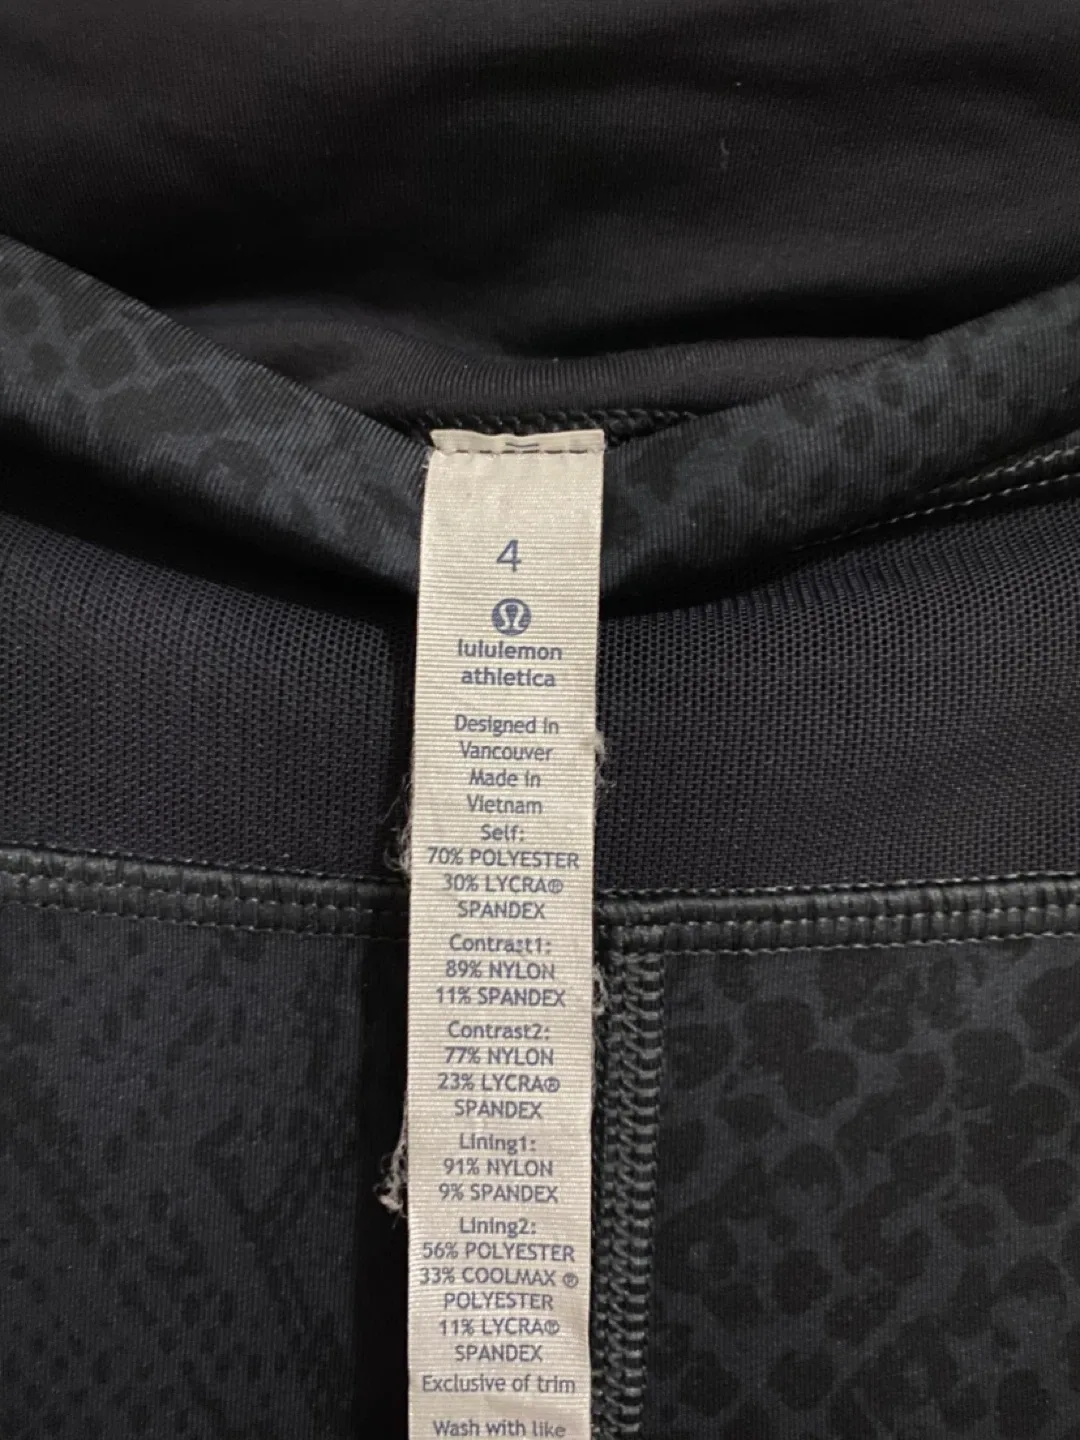 4
lululemon
athletica
Designed in
Vancouver
Made in
Vietnam
Self:
70% POLYESTER
30% LYCRA®
SPANDEX
Contrast1:
89% NYLON
11% SPANDEX
Contrast2:
77% NYLON
23% LYCRA®
SPANDEX
Lining1:
91% NYLON
9% SPANDEX
Lining2:
56% POLYESTER
33% COOLMAX ®
POLYESTER
11% LYCRA®
SPANDEX
Exclusive of trim
Wash with like